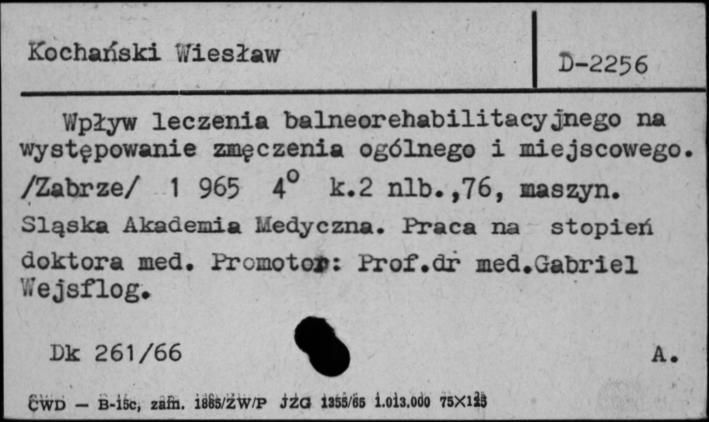 Kochański Wiesław
D-2256
Wpływ leczenia balneorehabilitacyjnego na
występowanie zmęczenia ogólnego i miejscowego.
/Zabrze/ 1 965 4° k.2 nlb.,76, maszyn.
Sląska Akademia Medyczna. Praca na stopień
doktora med. Promotor: Prof.dr med.Gabriel
Wejsflog.
Dk 261/66
A.
CWD — B-15c, zam. 1865/ZW/P JZG 1355/65 1.013.000 75X125